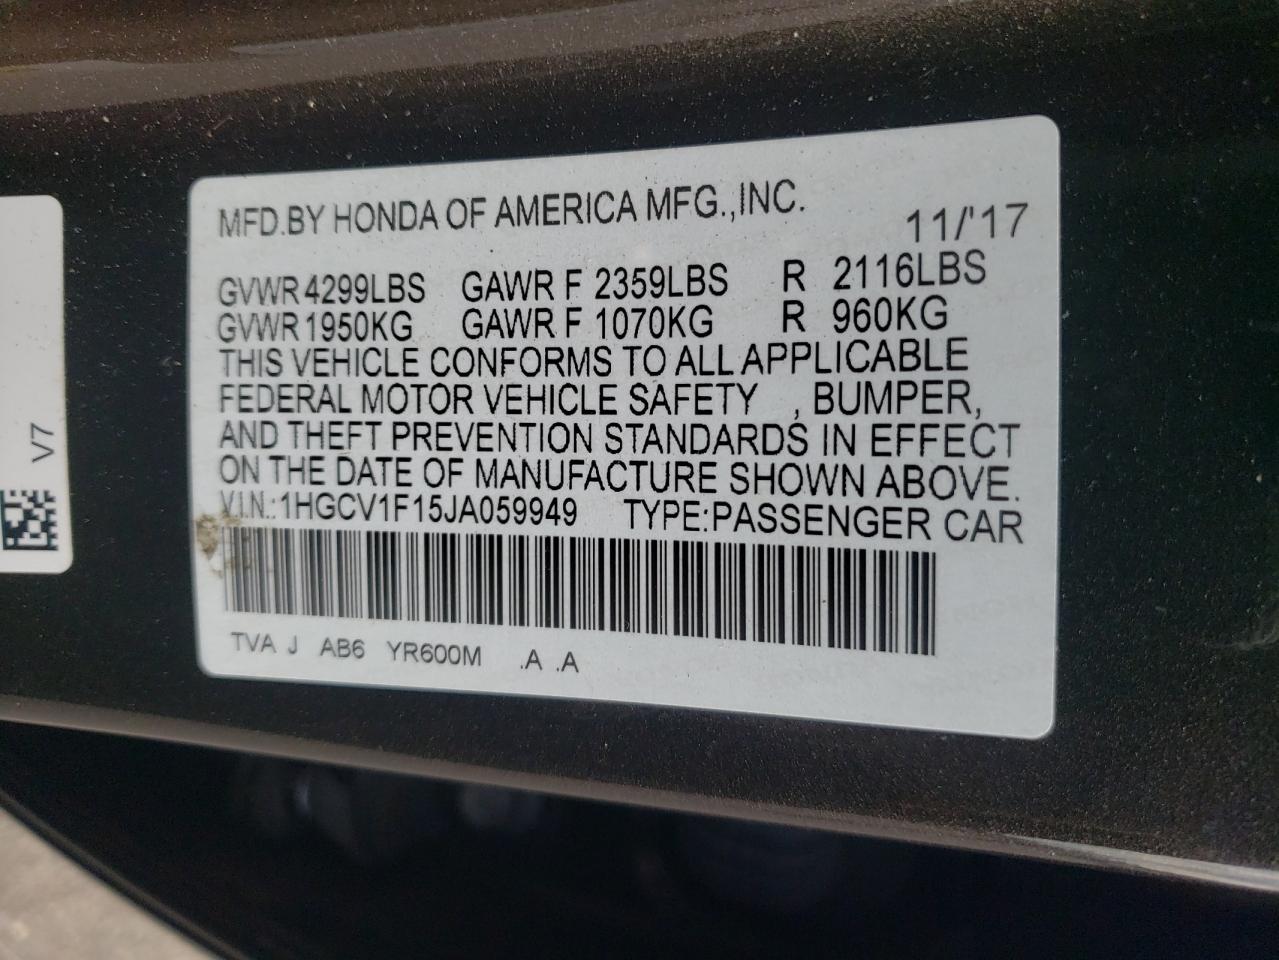 MFD.BY HONDA OF AMERICA MFG.,INC.
11/'17
GVWR 4299LBS GAWR F 2359LBS R 2116LBS
GVWR 1950KG GAWR F 1070KG R 960KG
THIS VEHICLE CONFORMS TO ALL APPLICABLE
FEDERAL MOTOR VEHICLE SAFETY , BUMPER,
AND THEFT PREVENTION STANDARDS IN EFFECT
ON THE DATE OF MANUFACTURE SHOWN ABOVE.
V.I.N.: 1HGCV1F15JA059949 TYPE:PASSENGER CAR
TVA J AB6 YR600M .A .A
V7